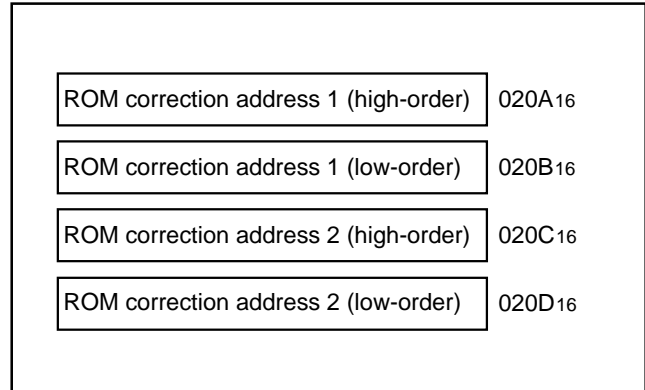 ROM correction address 1 (high-order) 020A16
ROM correction address 1 (low-order) 020B16
ROM correction address 2 (high-order) 020C16
ROM correction address 2 (low-order) 020D16